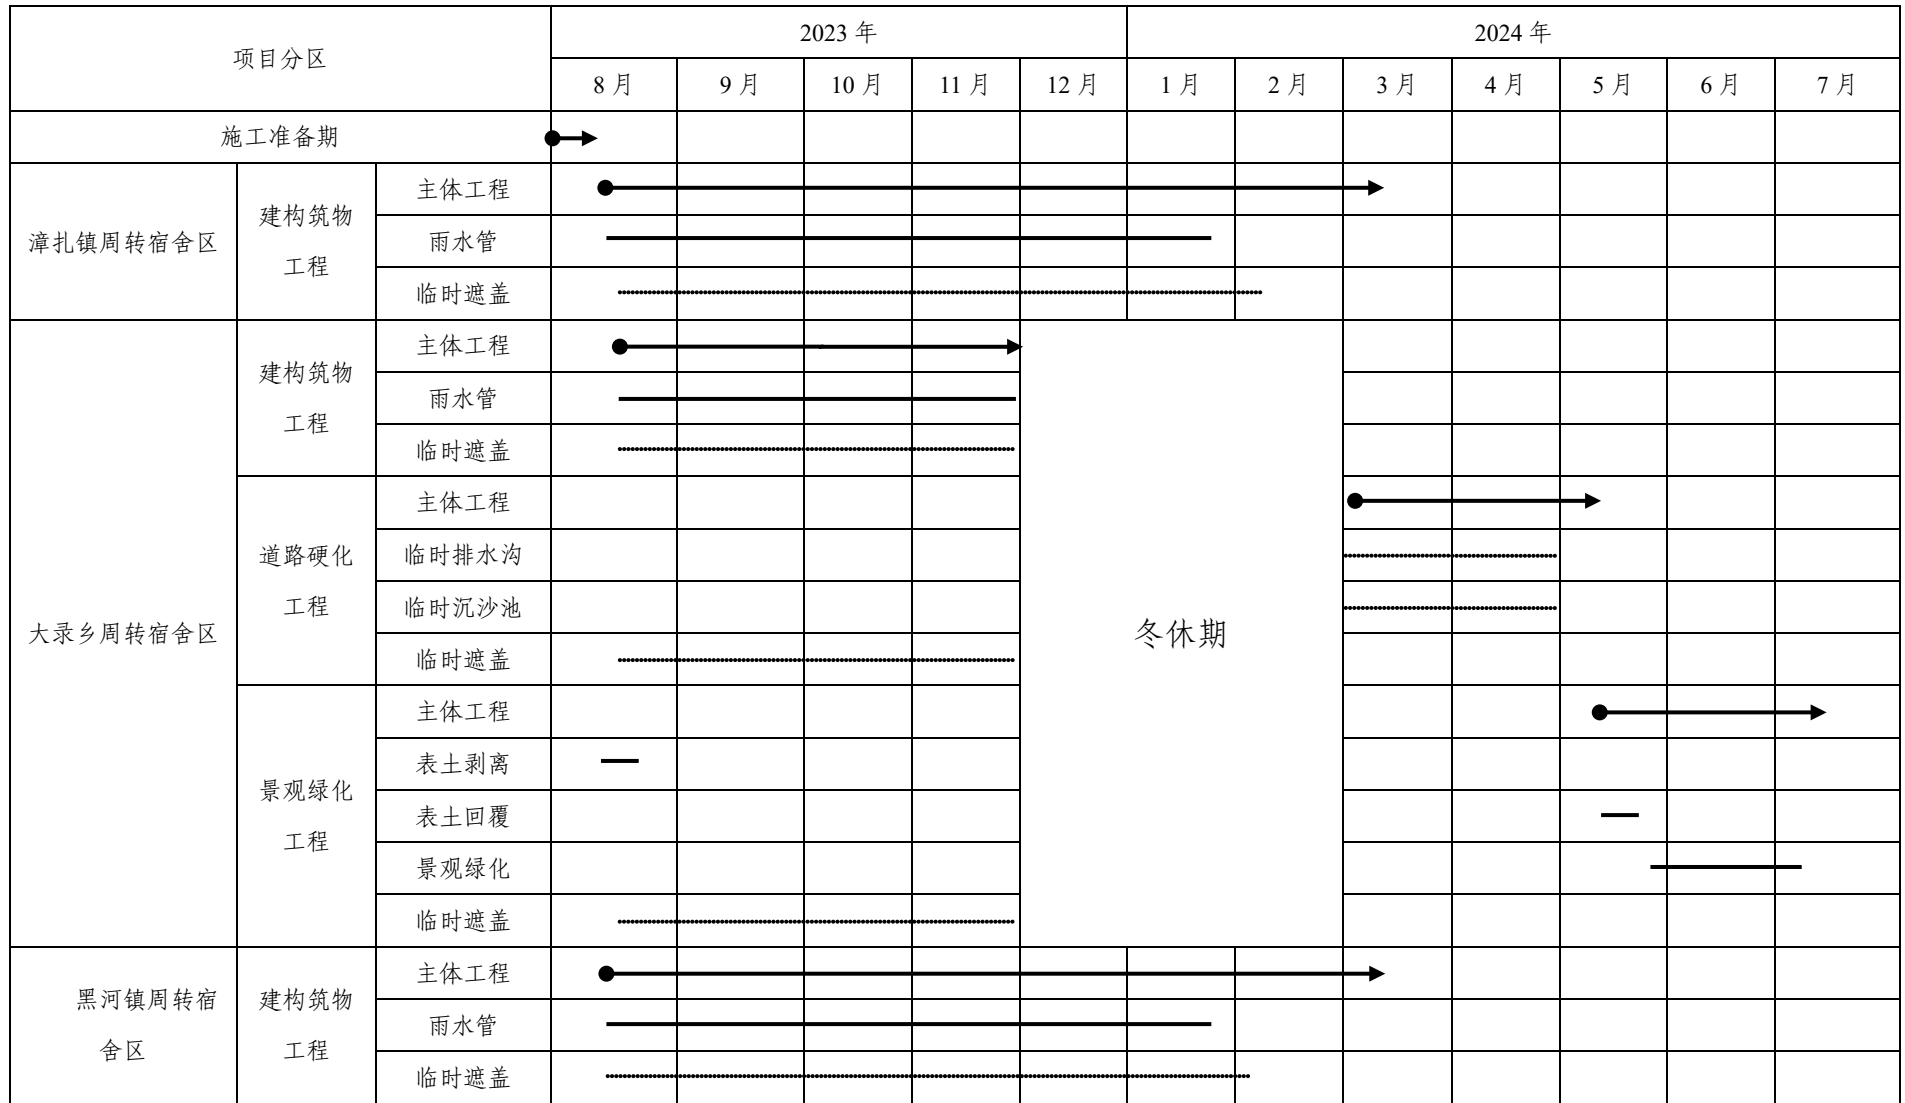 项目分区
2023 年
2024 年
8 月
9 月
10 月
11 月
12 月
1 月
2 月
3 月
4 月
5 月
6 月
7 月
施工准备期
漳扎镇周转宿舍区
建构筑物
工程
主体工程
雨水管
临时遮盖
大录乡周转宿舍区
建构筑物
工程
主体工程
雨水管
临时遮盖
道路硬化
工程
主体工程
临时排水沟
临时沉沙池
临时遮盖
景观绿化
工程
主体工程
表土剥离
表土回覆
景观绿化
临时遮盖
冬休期
黑河镇周转宿
舍区
建构筑物
工程
主体工程
雨水管
临时遮盖